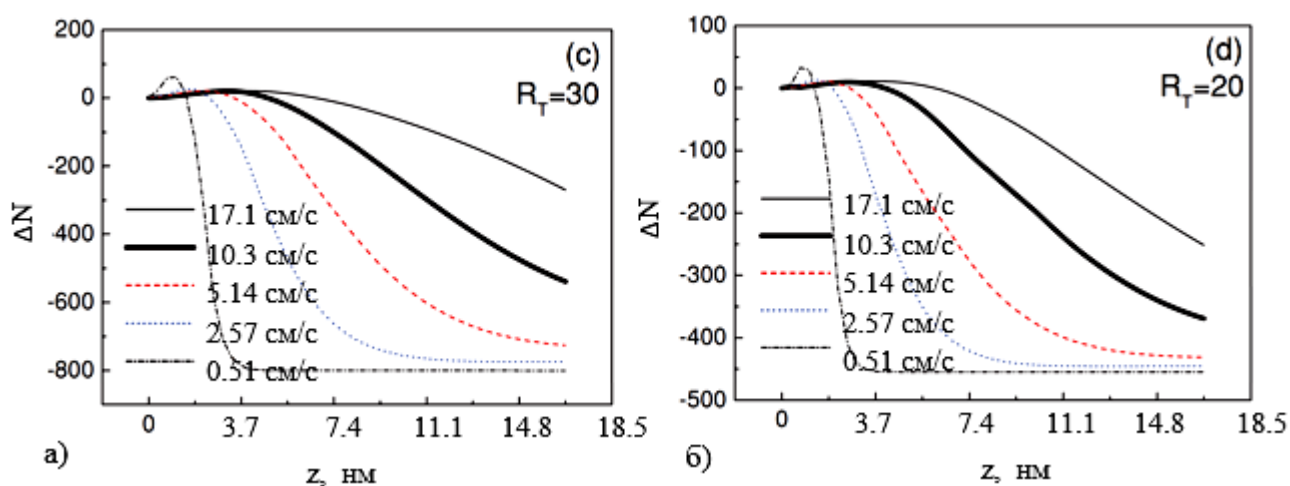 200
0
-200
-400
-600
-800
ΔN
(c)
R_T=30
17.1 см/с
10.3 см/с
5.14 см/с
2.57 см/с
0.51 см/с
0 3.7 7.4 11.1 14.8 18.5
а)
z, нм
100
0
-100
-200
-300
-400
-500
ΔN
(d)
R_T=20
17.1 см/с
10.3 см/с
5.14 см/с
2.57 см/с
0.51 см/с
0 3.7 7.4 11.1 14.8 18.5
б)
z, нм